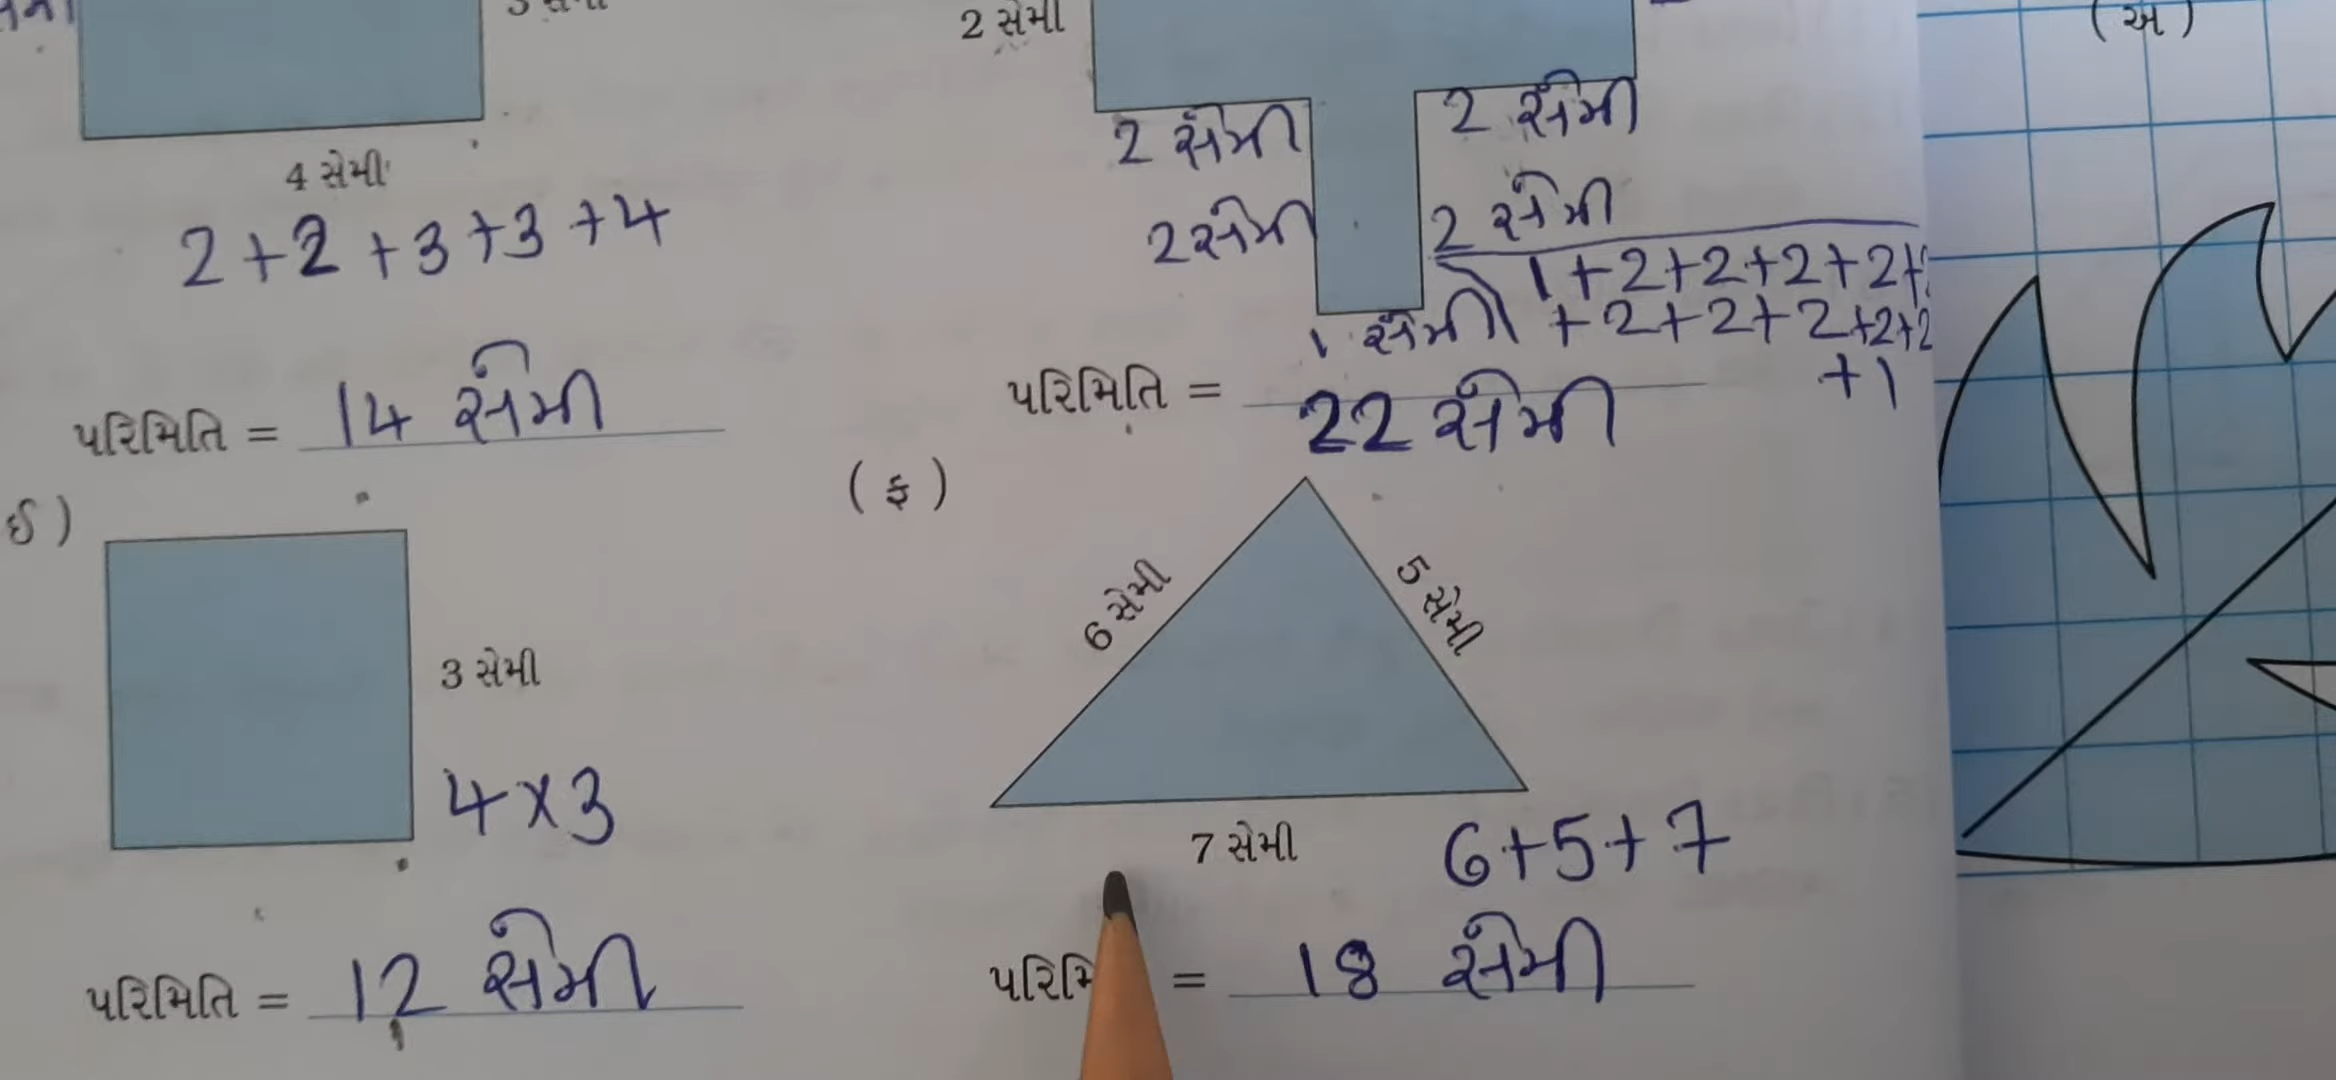 2 સેમી
(અ)
4 સેમી
2+2+3+3+4
પરિમિતિ = 14 સેંમી
2 સેંમી
2 સેંમી
2 સેંમી
2 સેંમી
1 સેંમી
1+2+2+2+2+
+2+2+2+2+2
+1
પરિમિતિ =
22 સેંમી
ઈ)
3 સેમી
4×3
પરિમિતિ = 12 સેંમી
(ફ)
6 સેમી
5 સેમી
7 સેમી
6+5+7
= 18 સેંમી